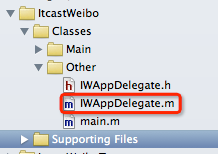 ItcastWeibo
Classes
Main
Other
h IWAppDelegate.h
m IWAppDelegate.m
m main.m
Supporting Files